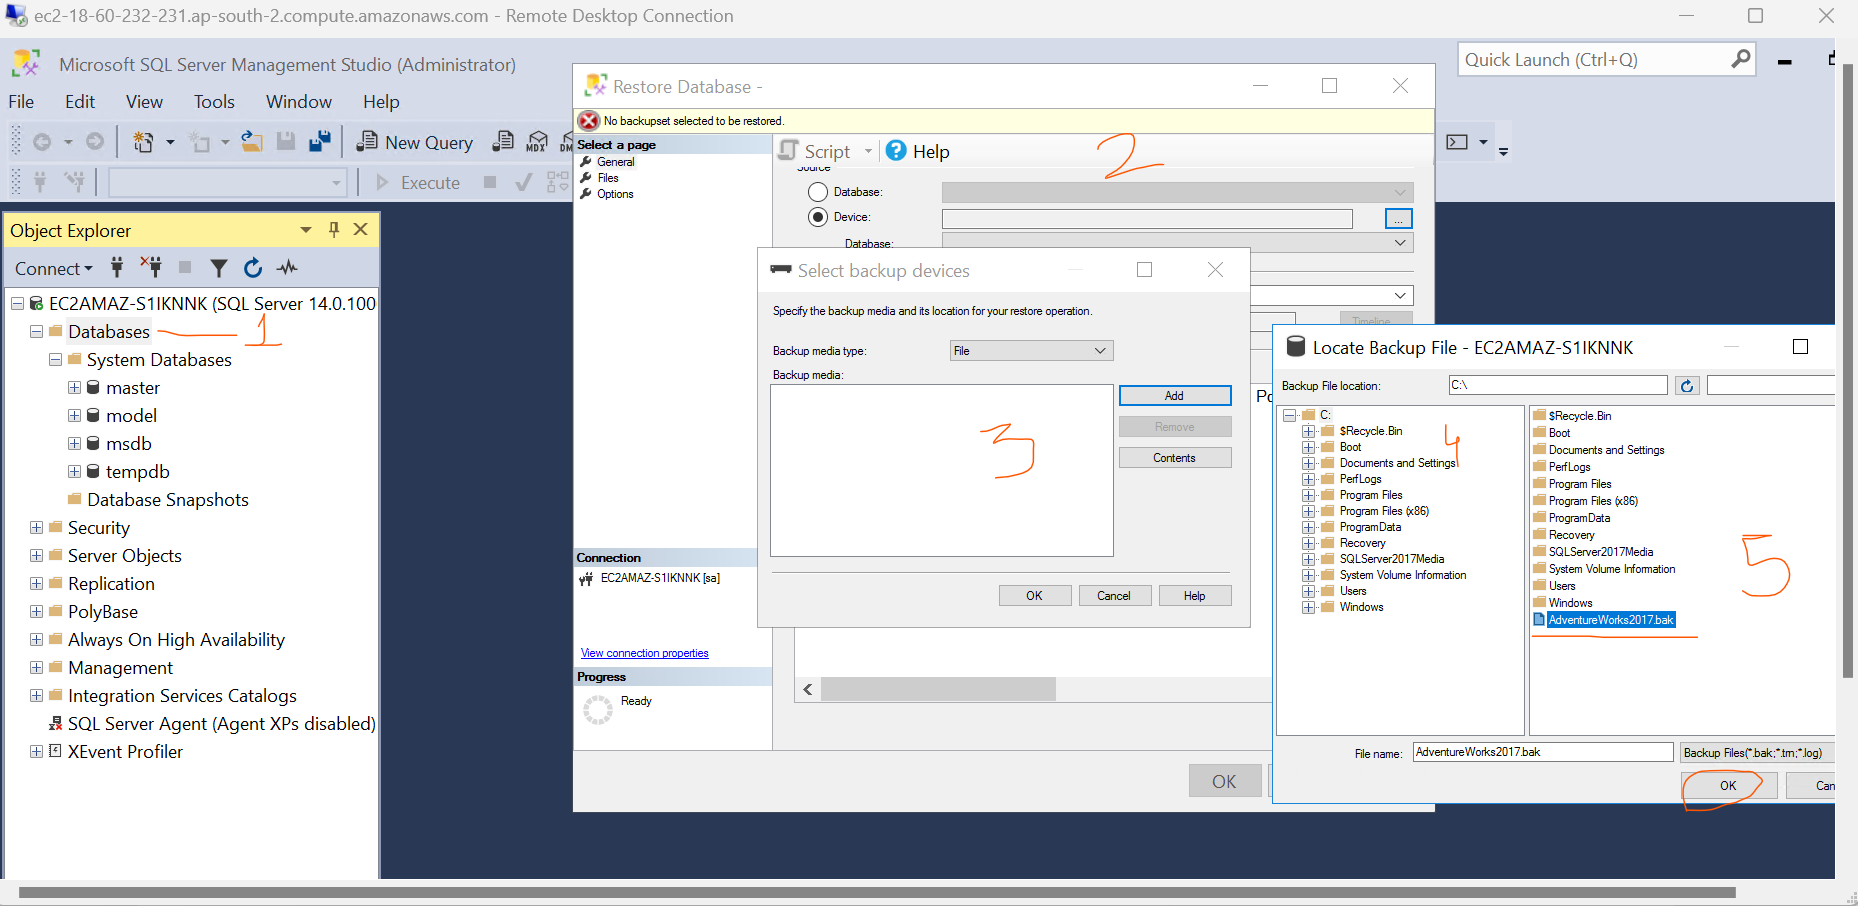 ec2-18-60-232-231.ap-south-2.compute.amazonaws.com - Remote Desktop Connection
Microsoft SQL Server Management Studio (Administrator)
Quick Launch (Ctrl+Q)
File Edit View Tools Window Help
New Query
MDX
Execute
Object Explorer
Connect
EC2AMAZ-S1IKNNK (SQL Server 14.0.100
Databases
1
System Databases
master
model
msdb
tempdb
Database Snapshots
Security
Server Objects
Replication
PolyBase
Always On High Availability
Management
Integration Services Catalogs
SQL Server Agent (Agent XPs disabled)
XEvent Profiler
Restore Database -
No backupset selected to be restored.
Select a page
General
Files
Options
Script
Help
2
Source
Database:
Device:
...
Database:
Timeline...
Connection
EC2AMAZ-S1IKNNK [sa]
View connection properties
Progress
Ready
OK
Select backup devices
Specify the backup media and its location for your restore operation.
Backup media type:
File
Backup media:
Add
Remove
Contents
3
OK
Cancel
Help
Locate Backup File - EC2AMAZ-S1IKNNK
Backup File location:
C:\
C:
$Recycle.Bin
Boot
Documents and Settings
PerfLogs
Program Files
Program Files (x86)
ProgramData
Recovery
SQLServer2017Media
System Volume Information
Users
Windows
4
$Recycle.Bin
Boot
Documents and Settings
PerfLogs
Program Files
Program Files (x86)
ProgramData
Recovery
SQLServer2017Media
System Volume Information
Users
Windows
AdventureWorks2017.bak
5
File name:
AdventureWorks2017.bak
Backup Files(*.bak;*.trn;*.log)
OK
Can